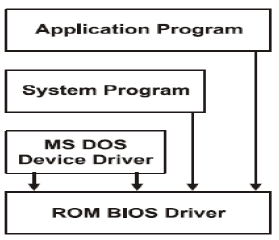 Application Program
System Program
MS DOS
Device Driver
ROM BIOS Driver